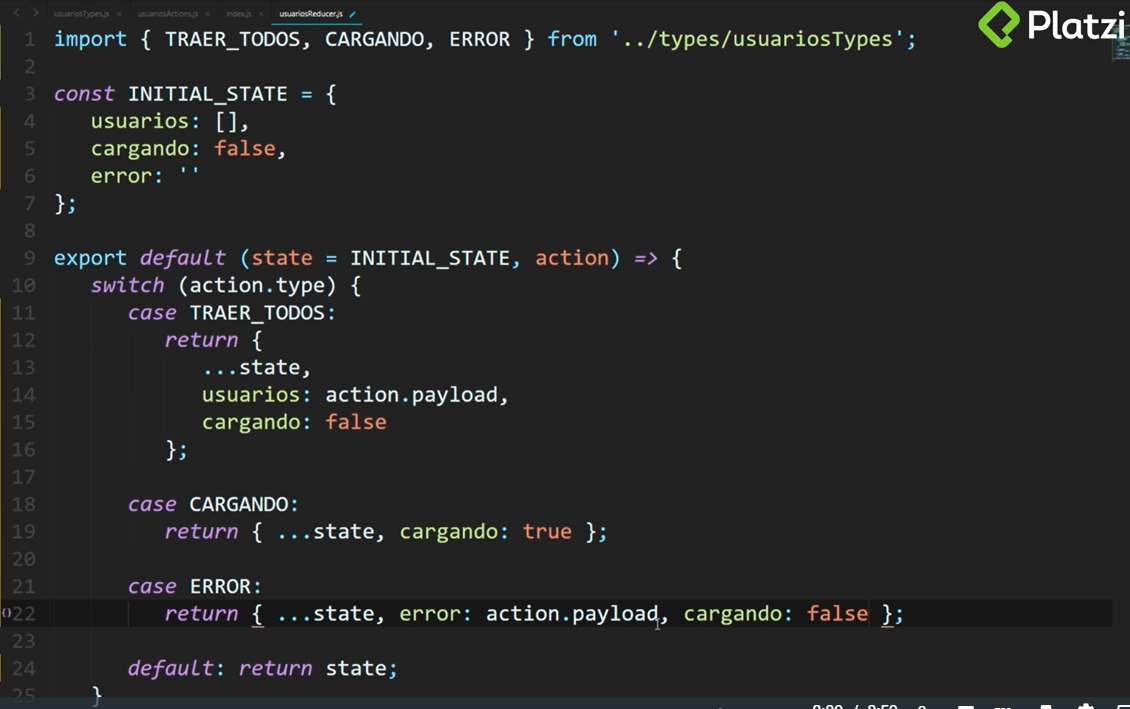 usuariosTypes.js × usuariosActions.js × index.js × usuariosReducer.js
Platzi
1 import { TRAER_TODOS, CARGANDO, ERROR } from '../types/usuariosTypes';
2
3 const INITIAL_STATE = {
4 usuarios: [],
5 cargando: false,
6 error: ''
7 };
8
9 export default (state = INITIAL_STATE, action) => {
10 switch (action.type) {
11 case TRAER_TODOS:
12 return {
13 ...state,
14 usuarios: action.payload,
15 cargando: false
16 };
17
18 case CARGANDO:
19 return { ...state, cargando: true };
20
21 case ERROR:
22 return { ...state, error: action.payload, cargando: false };
23
24 default: return state;
25 }